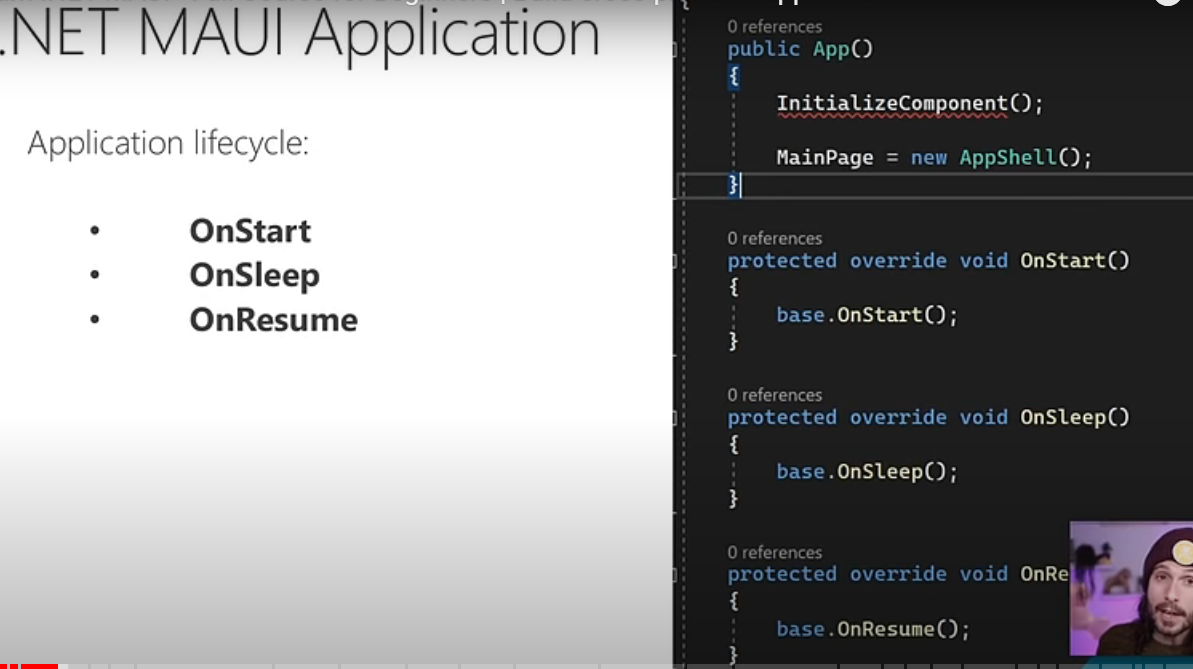 .NET MAUI Application
Application lifecycle:
• OnStart
• OnSleep
• OnResume
0 references
public App()
{
InitializeComponent();
MainPage = new AppShell();
}
0 references
protected override void OnStart()
{
base.OnStart();
}
0 references
protected override void OnSleep()
{
base.OnSleep();
}
0 references
protected override void OnRe
{
base.OnResume();
}